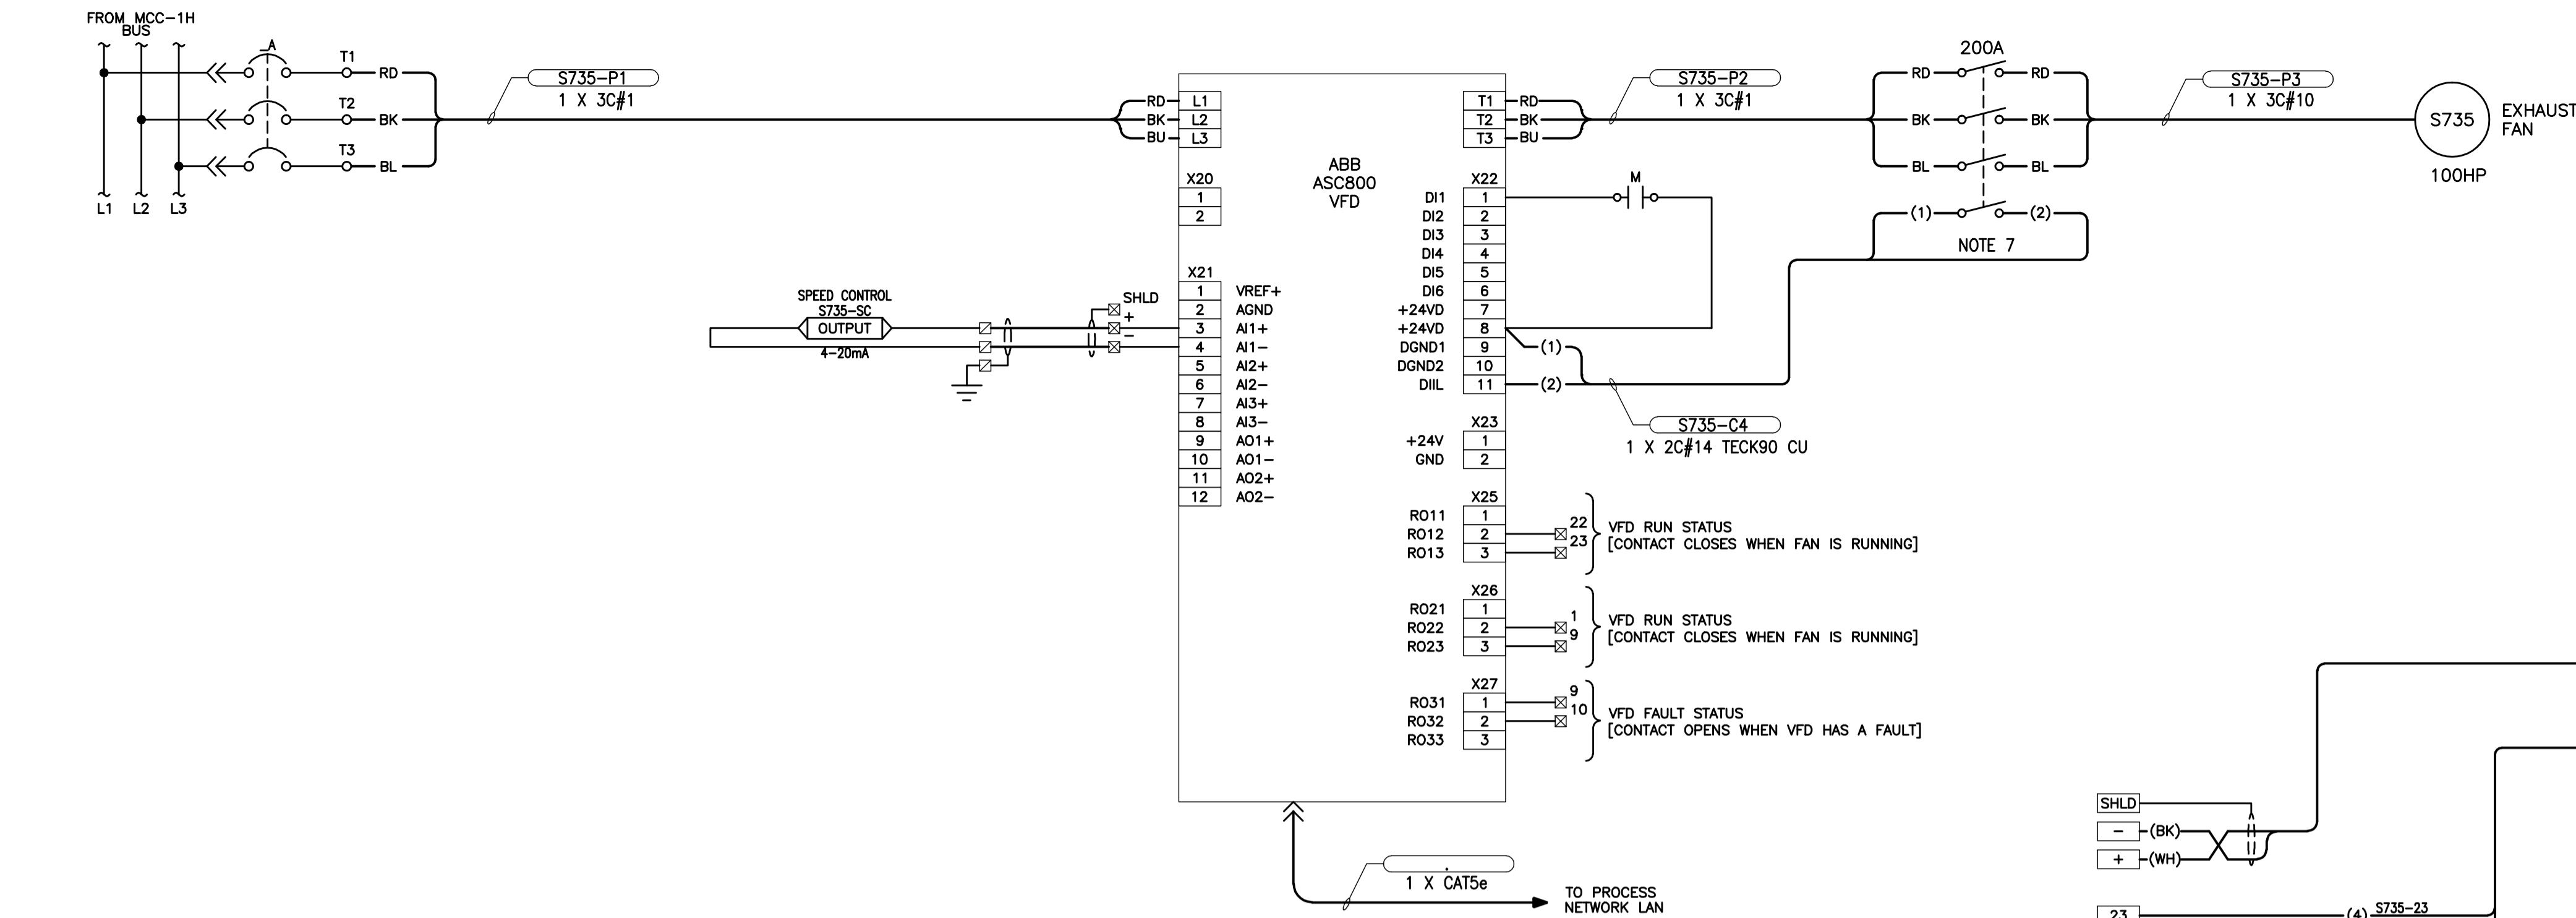 FROM MCC-1H
BUS
_A
T1
RD
T2
BK
T3
BL
L1 L2 L3
S735-P1
1 X 3C#1
RD L1
BK L2
BU L3
ABB
ASC800
VFD
X20
1
2
X21
1 VREF+
2 AGND
3 AI1+
4 AI1-
5 AI2+
6 AI2-
7 AI3+
8 AI3-
9 AO1+
10 AO1-
11 AO2+
12 AO2-
SPEED CONTROL
S735-SC
OUTPUT
4-20mA
SHLD
+
-
T1 RD
T2 BK
T3 BU
S735-P2
1 X 3C#1
X22
DI1 1
DI2 2
DI3 3
DI4 4
DI5 5
DI6 6
+24VD 7
+24VD 8
DGND1 9 (1)
DGND2 10
DIIL 11 (2)
M
S735-C4
1 X 2C#14 TECK90 CU
200A
RD RD
BK BK
BL BL
(1) (2)
NOTE 7
S735-P3
1 X 3C#10
S735
EXHAUST
FAN
100HP
X23
+24V 1
GND 2
X25
RO11 1
RO12 2 22
RO13 3 23
VFD RUN STATUS
[CONTACT CLOSES WHEN FAN IS RUNNING]
X26
RO21 1
RO22 2 1
RO23 3 9
VFD RUN STATUS
[CONTACT CLOSES WHEN FAN IS RUNNING]
X27
RO31 1 9
RO32 2 10
RO33 3
VFD FAULT STATUS
[CONTACT OPENS WHEN VFD HAS A FAULT]
.
1 X CAT5e
TO PROCESS
NETWORK LAN
SHLD
- (BK)
+ (WH)
23 (4) S735-23